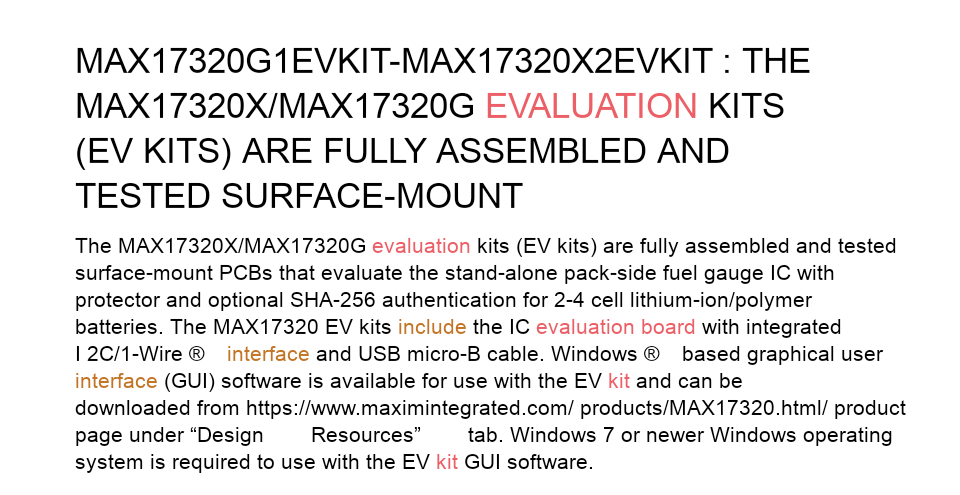 MAX17320G1EVKIT-MAX17320X2EVKIT : THE
MAX17320X/MAX17320G EVALUATION KITS
(EV KITS) ARE FULLY ASSEMBLED AND
TESTED SURFACE-MOUNT
The MAX17320X/MAX17320G evaluation kits (EV kits) are fully assembled and tested
surface-mount PCBs that evaluate the stand-alone pack-side fuel gauge IC with
protector and optional SHA-256 authentication for 2-4 cell lithium-ion/polymer
batteries. The MAX17320 EV kits include the IC evaluation board with integrated
I 2C/1-Wire ® interface and USB micro-B cable. Windows ® based graphical user
interface (GUI) software is available for use with the EV kit and can be
downloaded from https://www.maximintegrated.com/ products/MAX17320.html/ product
page under “Design Resources” tab. Windows 7 or newer Windows operating
system is required to use with the EV kit GUI software.